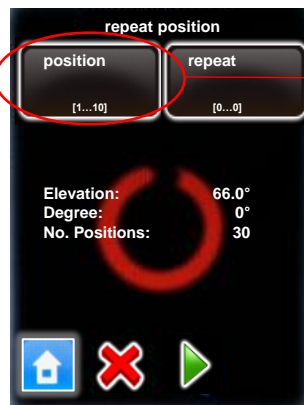 repeat position
position repeat
[1...10] [0...0]
Elevation: 66.0°
Degree: 0°
No. Positions: 30